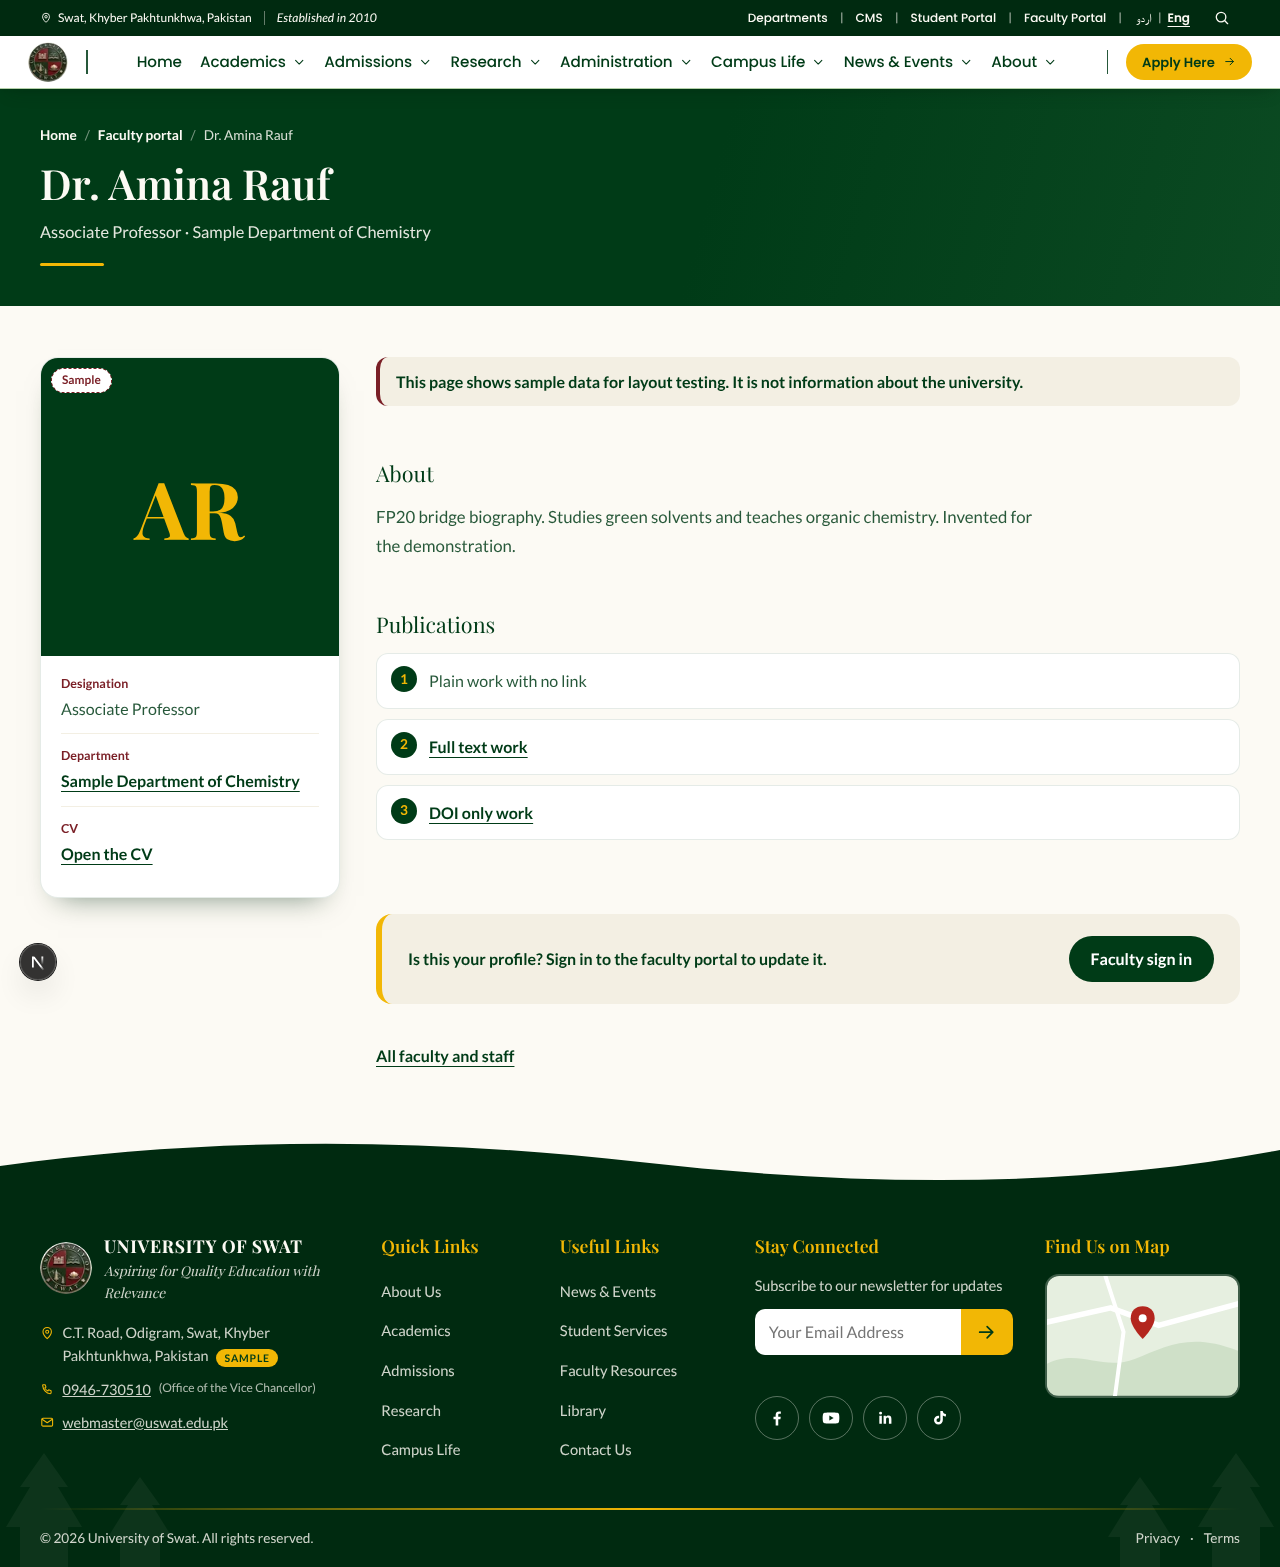 Swat, Khyber Pakhtunkhwa, Pakistan | Established in 2010
Departments | CMS | Student Portal | Faculty Portal | اردو | Eng
Home Academics Admissions Research Administration Campus Life News & Events About Apply Here
Home / Faculty portal / Dr. Amina Rauf
Dr. Amina Rauf
Associate Professor · Sample Department of Chemistry
Sample
AR
Designation
Associate Professor
Department
Sample Department of Chemistry
CV
Open the CV
This page shows sample data for layout testing. It is not information about the university.
About
FP20 bridge biography. Studies green solvents and teaches organic chemistry. Invented for
the demonstration.
Publications
1 Plain work with no link
2 Full text work
3 DOI only work
Is this your profile? Sign in to the faculty portal to update it.
Faculty sign in
N
All faculty and staff
UNIVERSITY OF SWAT
Aspiring for Quality Education with
Relevance
C.T. Road, Odigram, Swat, Khyber
Pakhtunkhwa, Pakistan SAMPLE
0946-730510 (Office of the Vice Chancellor)
webmaster@uswat.edu.pk
Quick Links
About Us
Academics
Admissions
Research
Campus Life
Useful Links
News & Events
Student Services
Faculty Resources
Library
Contact Us
Stay Connected
Subscribe to our newsletter for updates
Your Email Address
Find Us on Map
© 2026 University of Swat. All rights reserved.
Privacy · Terms